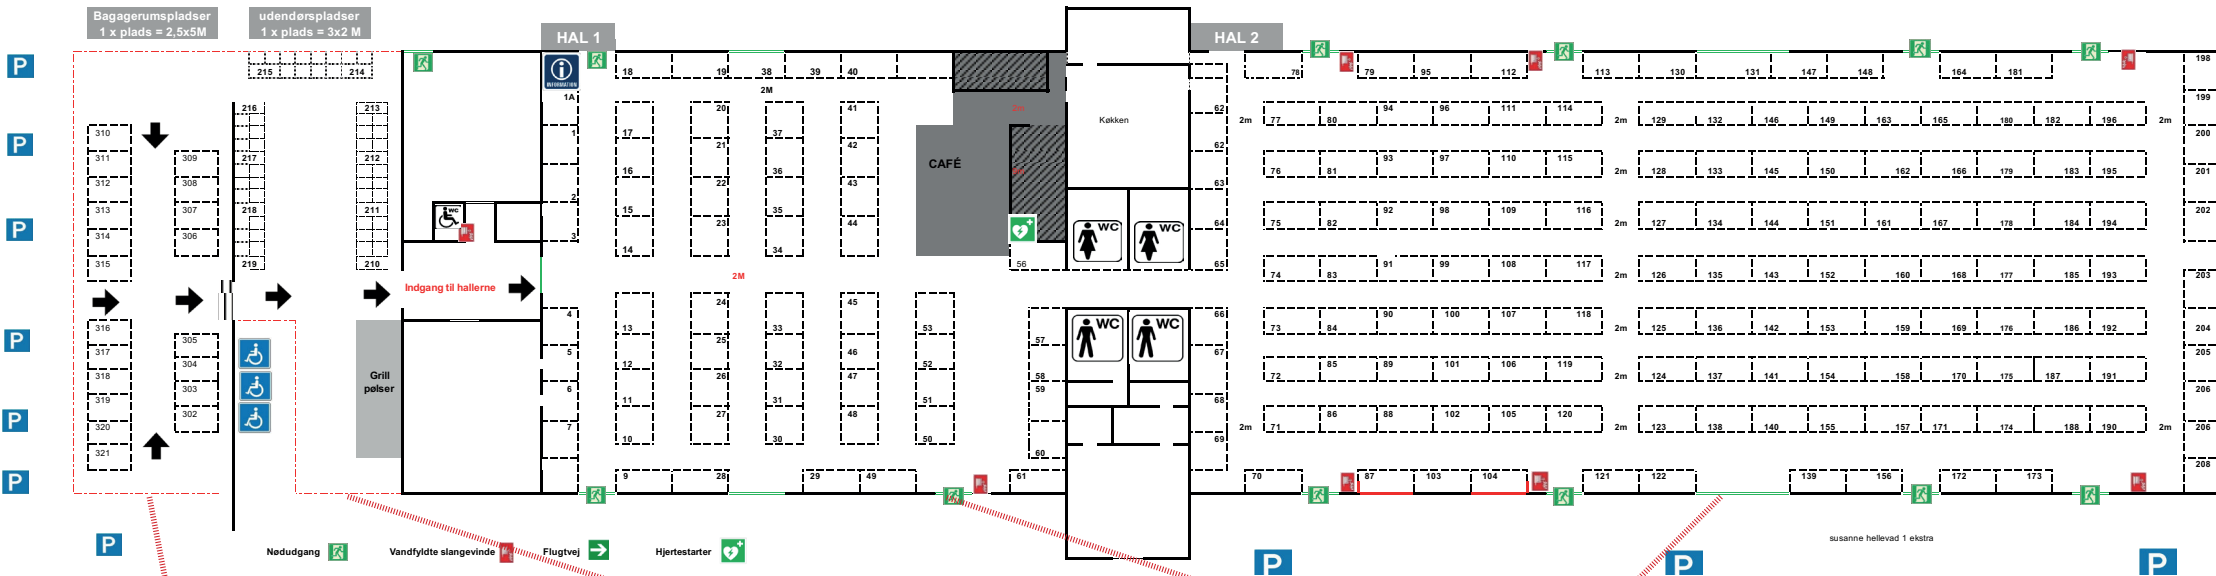 Bagagerumspladser
1 x plads = 2,5x5M
udendørspladser
1 x plads = 3x2 M
HAL 1
HAL 2
P
215 214
INFORMATION
18 19 38 39 40
78 79 95 112 113 130 131 147 148 164 181 198
2M
1A
216 213
20 41
2m
62
94 96 111 114
199
77 80 2m 129 132 146 149 163 165 180 182 196 2m
2m
Køkken
310 1 17 37
200
P
21 42 62
311 309 217 212
CAFÉ
93 97 110 115
16 36
76 81 2m 128 133 145 150 162 166 179 183 195 201
312 308 22 43 63
2
313 307 218 211 15 35
92 98 109 116
202
P
314 306 3 23 44 64
75 82 2m 127 134 144 151 161 167 178 184 194
WC
WC
WC
14 34
315 219 210 56 65
91 99 108 117
74 83 2m 126 135 143 152 160 168 177 185 193 203
2M
Indgang til hallerne
24 45
4 66
90 100 107 118
316 13 33 53
73 84 2m 125 136 142 153 159 169 176 186 192 204
WC
WC
P
305 25 57
317 5 46 67 205
304 12 32 52
85 89 101 106 119
318 Grill
pølser
26 47 58
72 2m 124 137 141 154 158 170 175 187 191
303 6 59 206
319 11 31 51 68
302 27 48
86 88 102 105 120
P
320 7 71 2m 123 138 140 155 157 171 174 188 190 2m 206
2m
10 30 50 69
321 60
208
P
9 28 29 49 61
70 87 103 104 121 122 139 156 172 173
P
Nødudgang
Vandfyldte slangevinde
Flugtvej
Hjertestarter
susanne hellevad 1 ekstra
P
P
P